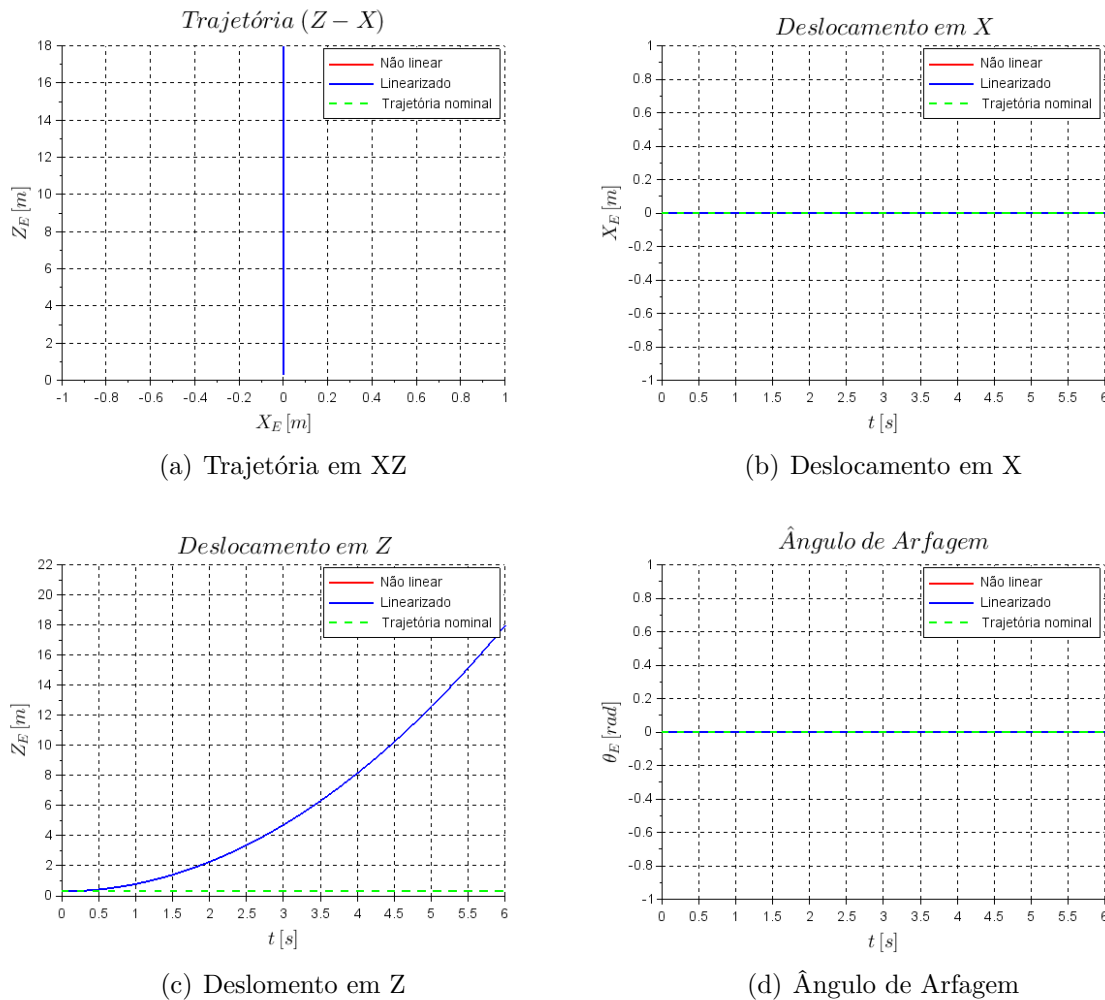 Trajetória (Z − X)
18
16
14
12
10
8
6
4
2
0
Z_E [m]
Não linear
Linearizado
Trajetória nominal
-1 -0.8 -0.6 -0.4 -0.2 0 0.2 0.4 0.6 0.8 1
X_E [m]
(a) Trajetória em XZ
Deslocamento em X
1
0.8
0.6
0.4
0.2
0
-0.2
-0.4
-0.6
-0.8
-1
X_E [m]
Não linear
Linearizado
Trajetória nominal
0 0.5 1 1.5 2 2.5 3 3.5 4 4.5 5 5.5 6
t [s]
(b) Deslocamento em X
Deslocamento em Z
22
20
18
16
14
12
10
8
6
4
2
0
Z_E [m]
Não linear
Linearizado
Trajetória nominal
0 0.5 1 1.5 2 2.5 3 3.5 4 4.5 5 5.5 6
t [s]
(c) Deslomento em Z
Ângulo de Arfagem
1
0.8
0.6
0.4
0.2
0
-0.2
-0.4
-0.6
-0.8
-1
θ_E [rad]
Não linear
Linearizado
Trajetória nominal
0 0.5 1 1.5 2 2.5 3 3.5 4 4.5 5 5.5 6
t [s]
(d) Ângulo de Arfagem